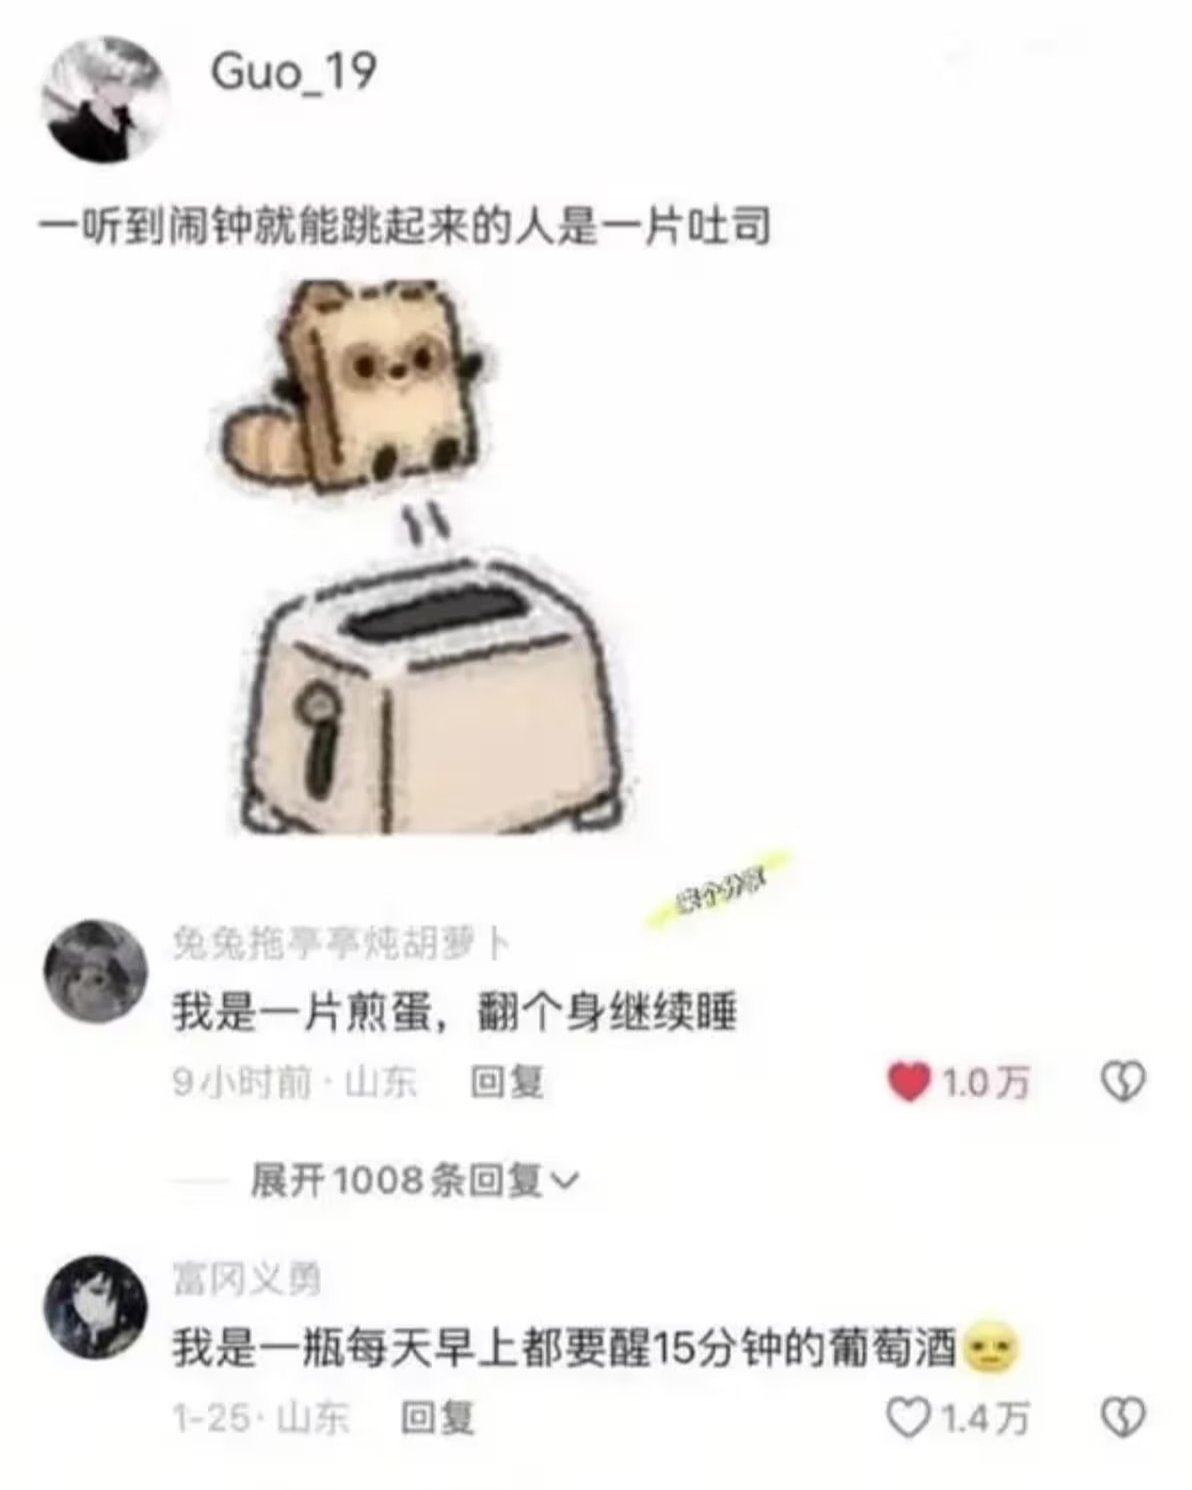 Guo_19
一听到闹钟就能跳起来的人是一片吐司
兔兔拖亭亭炖胡萝卜
我是一片煎蛋，翻个身继续睡
9小时前·山东 回复 1.0万
展开1008条回复
富冈义勇
我是一瓶每天早上都要醒15分钟的葡萄酒
1-25·山东 回复 1.4万